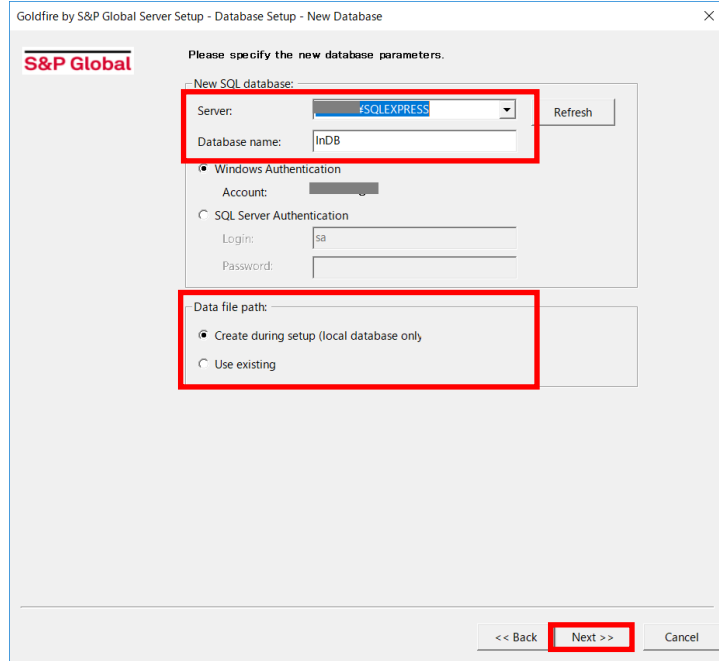 Goldfire by S&P Global Server Setup - Database Setup - New Database
S&P Global
Please specify the new database parameters.
New SQL database:
Server:
¥SQLEXPRESS
Refresh
Database name:
InDB
Windows Authentication
Account:
SQL Server Authentication
Login:
sa
Password:
Data file path:
Create during setup (local database only
Use existing
<< Back
Next >>
Cancel